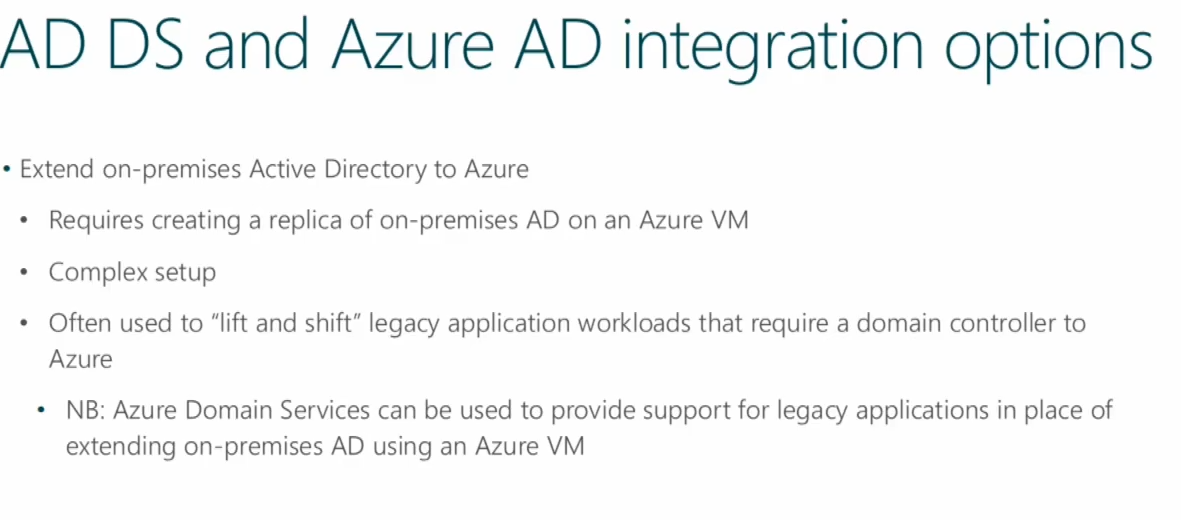 AD DS and Azure AD integration options
• Extend on-premises Active Directory to Azure
• Requires creating a replica of on-premises AD on an Azure VM
• Complex setup
• Often used to “lift and shift” legacy application workloads that require a domain controller to
Azure
• NB: Azure Domain Services can be used to provide support for legacy applications in place of
extending on-premises AD using an Azure VM